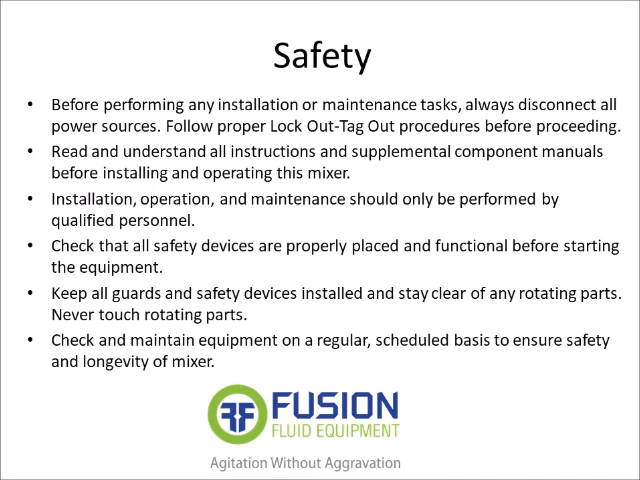 Safety
• Before performing any installation or maintenance tasks, always disconnect all
power sources. Follow proper Lock Out-Tag Out procedures before proceeding.
• Read and understand all instructions and supplemental component manuals
before installing and operating this mixer.
• Installation, operation, and maintenance should only be performed by
qualified personnel.
• Check that all safety devices are properly placed and functional before starting
the equipment.
• Keep all guards and safety devices installed and stay clear of any rotating parts.
Never touch rotating parts.
• Check and maintain equipment on a regular, scheduled basis to ensure safety
and longevity of mixer.
FF FUSION
FLUID EQUIPMENT
Agitation Without Aggravation